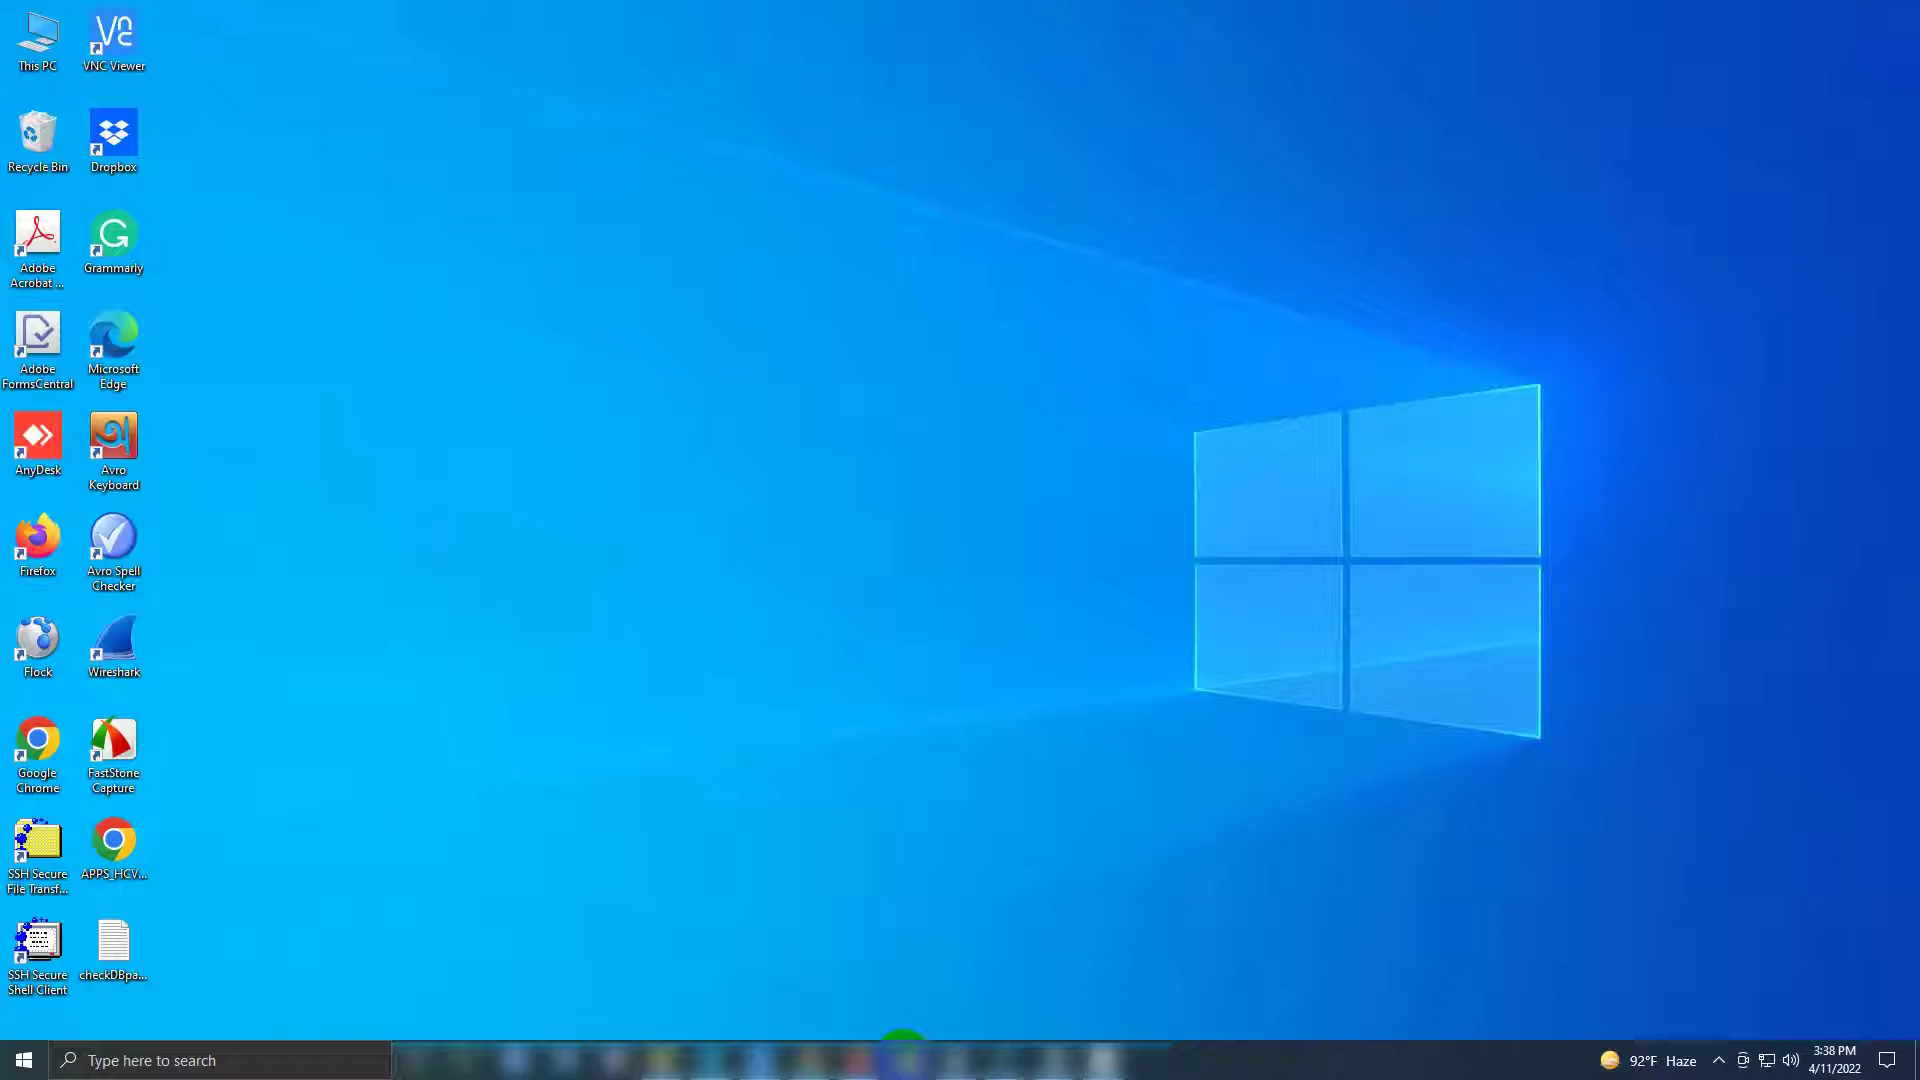 This PC
VNC Viewer
Recycle Bin
Dropbox
Adobe
Acrobat ...
Grammarly
Adobe
FormsCentral
Microsoft
Edge
AnyDesk
Avro
Keyboard
Firefox
Avro Spell
Checker
Flock
Wireshark
Google
Chrome
FastStone
Capture
SSH Secure
File Transf...
APPS_HCV...
SSH Secure
Shell Client
checkDBpa...
Type here to search
92°F Haze
3:38 PM
4/11/2022